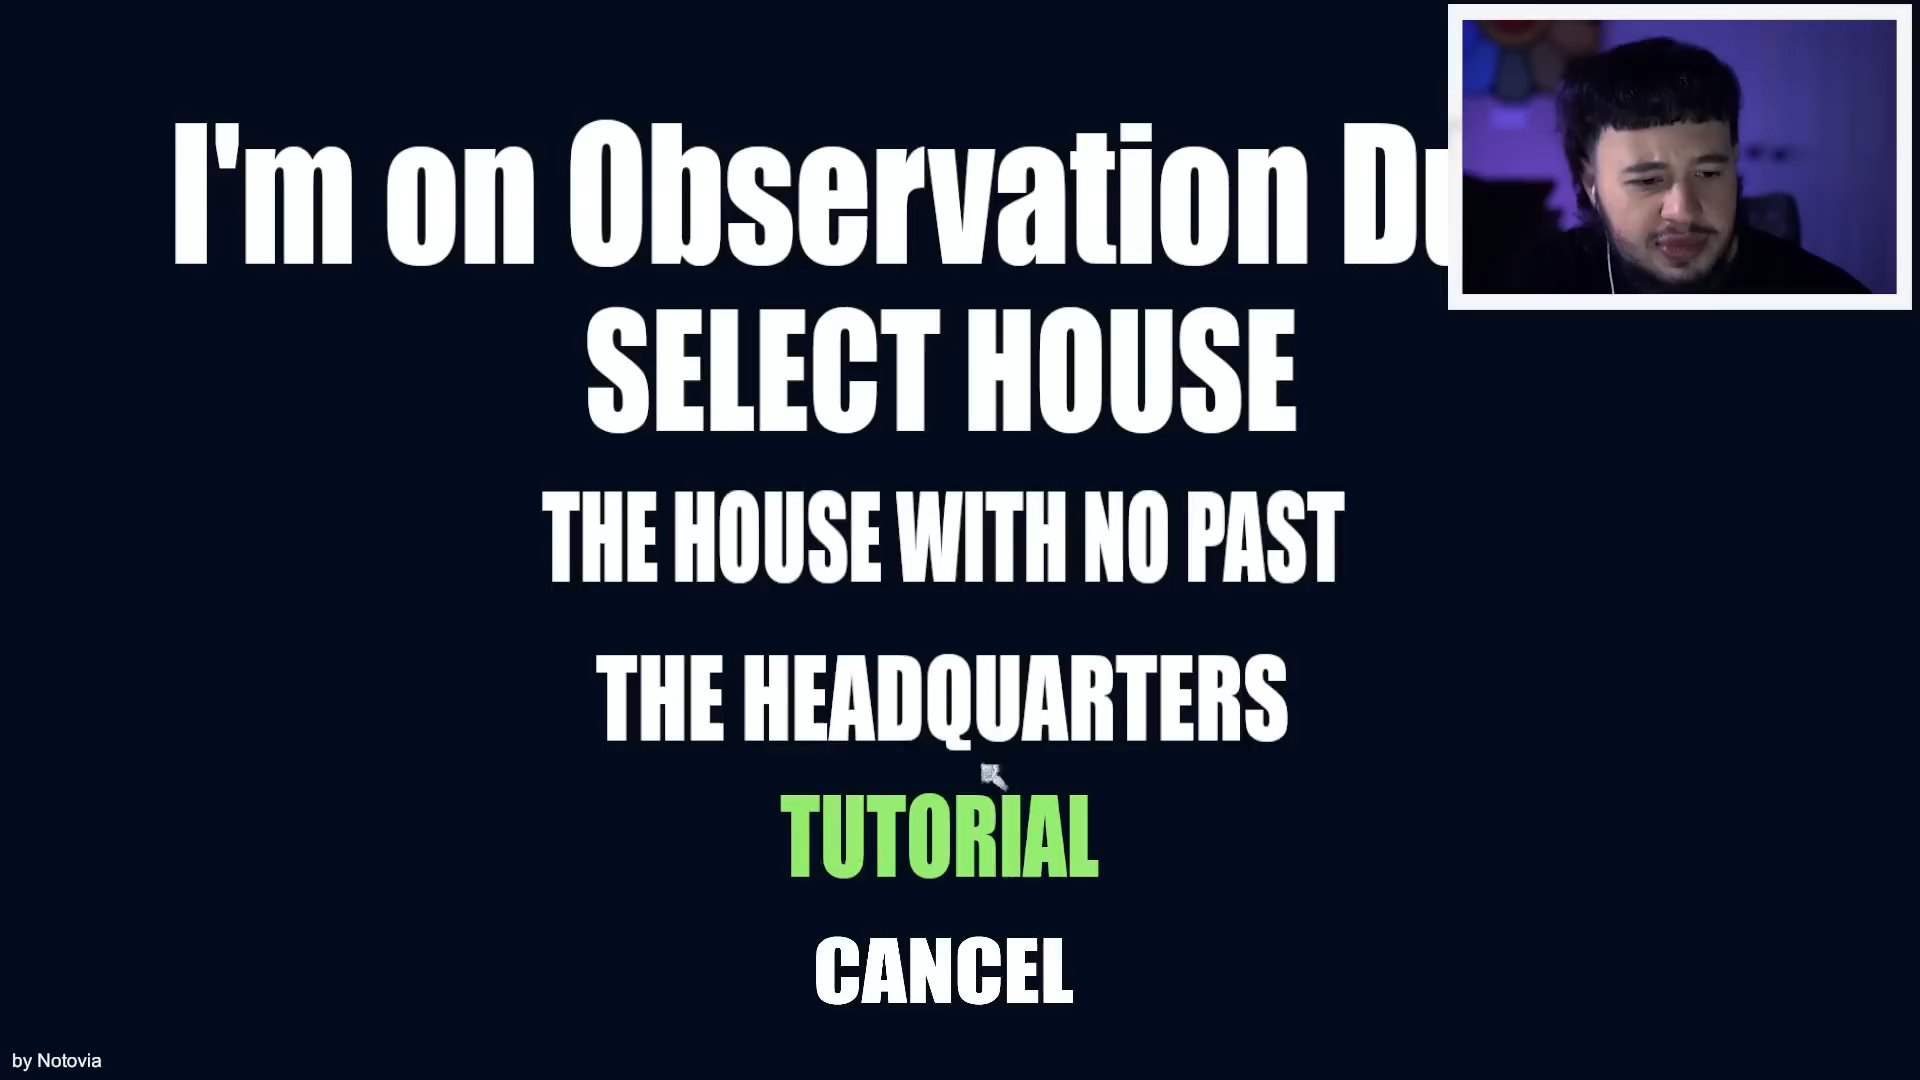 I'm on Observation Du
SELECT HOUSE
THE HOUSE WITH NO PAST
THE HEADQUARTERS
TUTORIAL
CANCEL
by Notovia